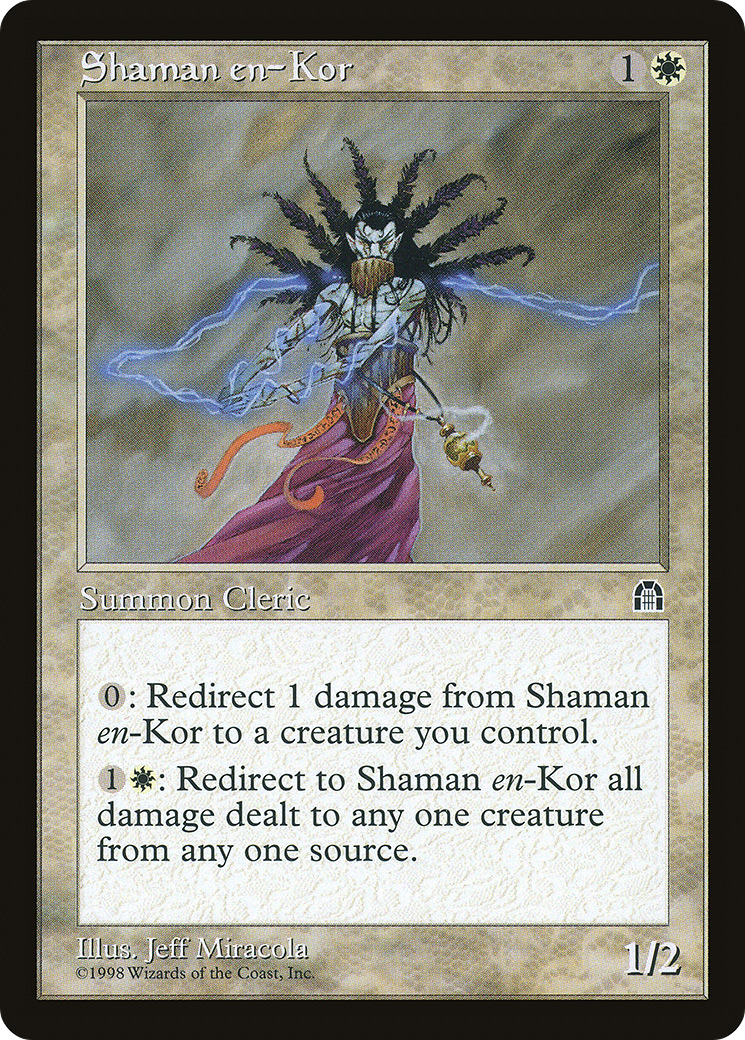 Shaman en-Kor 1
Summon Cleric
0: Redirect 1 damage from Shaman
en-Kor to a creature you control.
1: Redirect to Shaman en-Kor all
damage dealt to any one creature
from any one source.
Illus. Jeff Miracola
©1998 Wizards of the Coast, Inc.
1/2